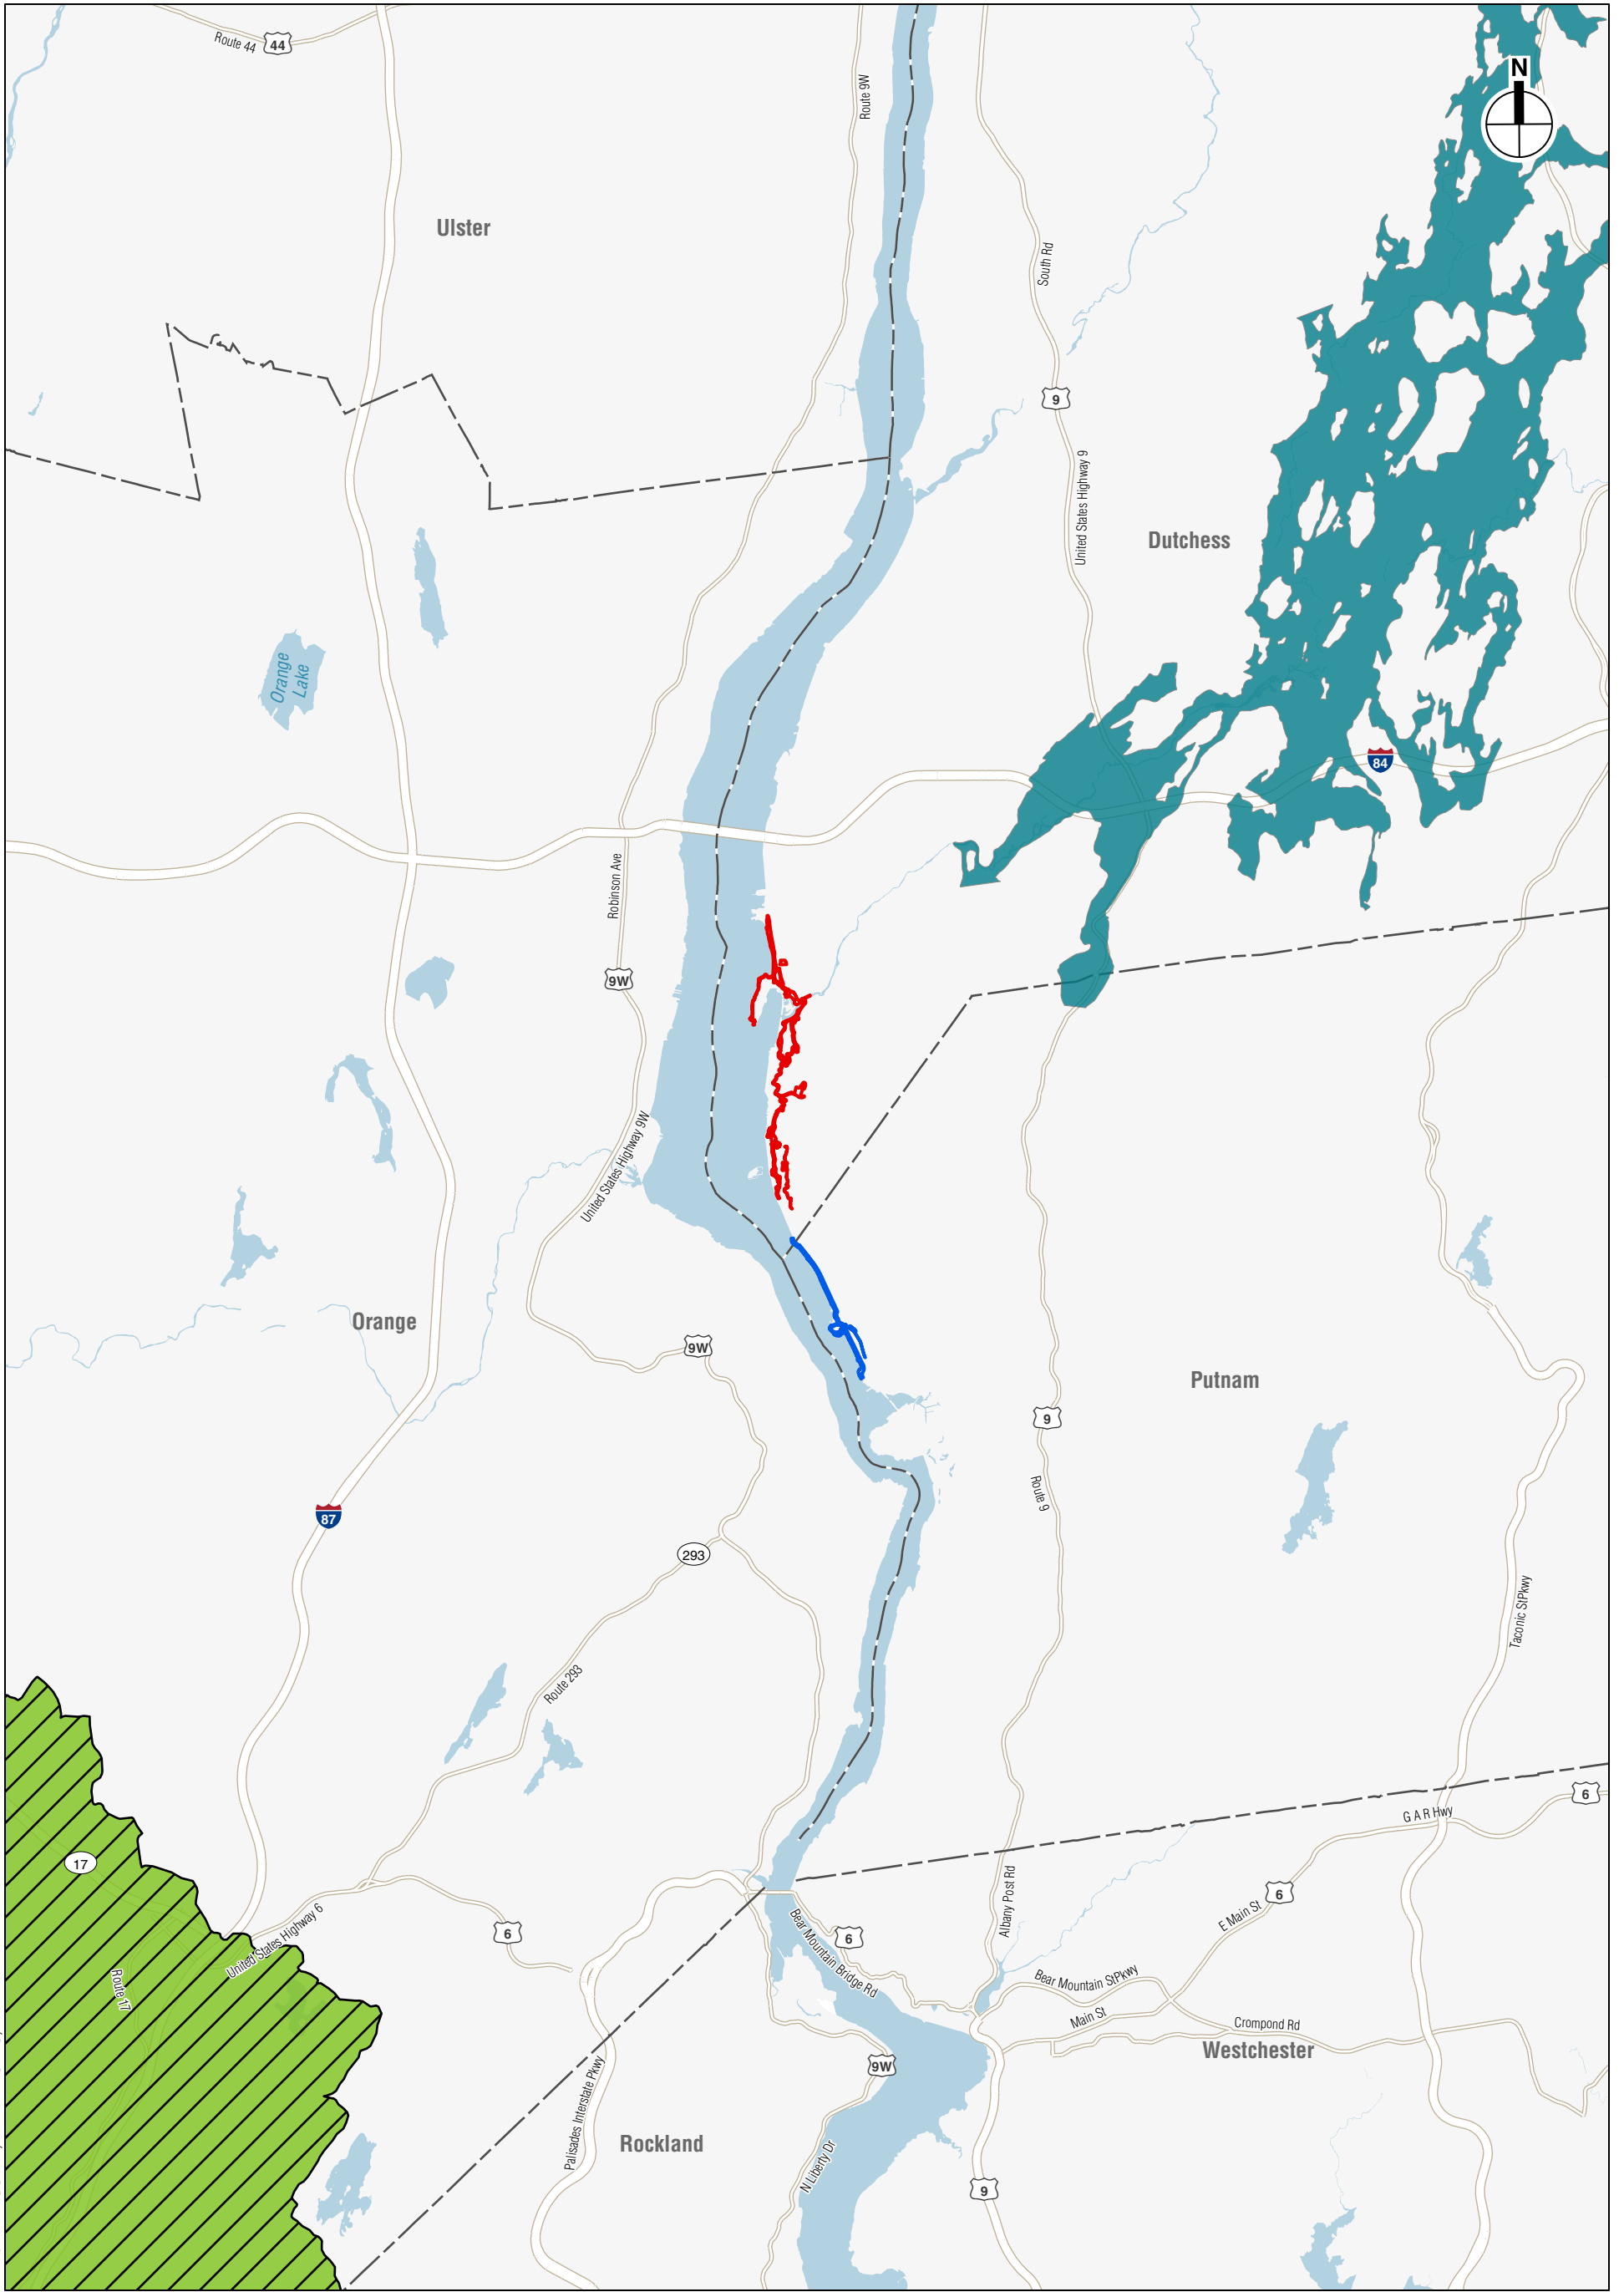 Route 44
44
Route 9W
N
Ulster
South Rd
9
United States Highway 9
Dutchess
Orange
Lake
84
Robinson Ave
9W
United States Highway 9W
Orange
9W
Putnam
9
Route 9
87
293
Route 293
Taconic StPkwy
6
G A R Hwy
17
Albany Post Rd
6
E Main St
United States Highway 6
6
Bear Mountain Bridge Rd
6
Route 17
Bear Mountain StPkwy
Main St
Crompond Rd
Westchester
9W
Palisades Interstate Pkwy
Rockland
N Liberty Dr
9